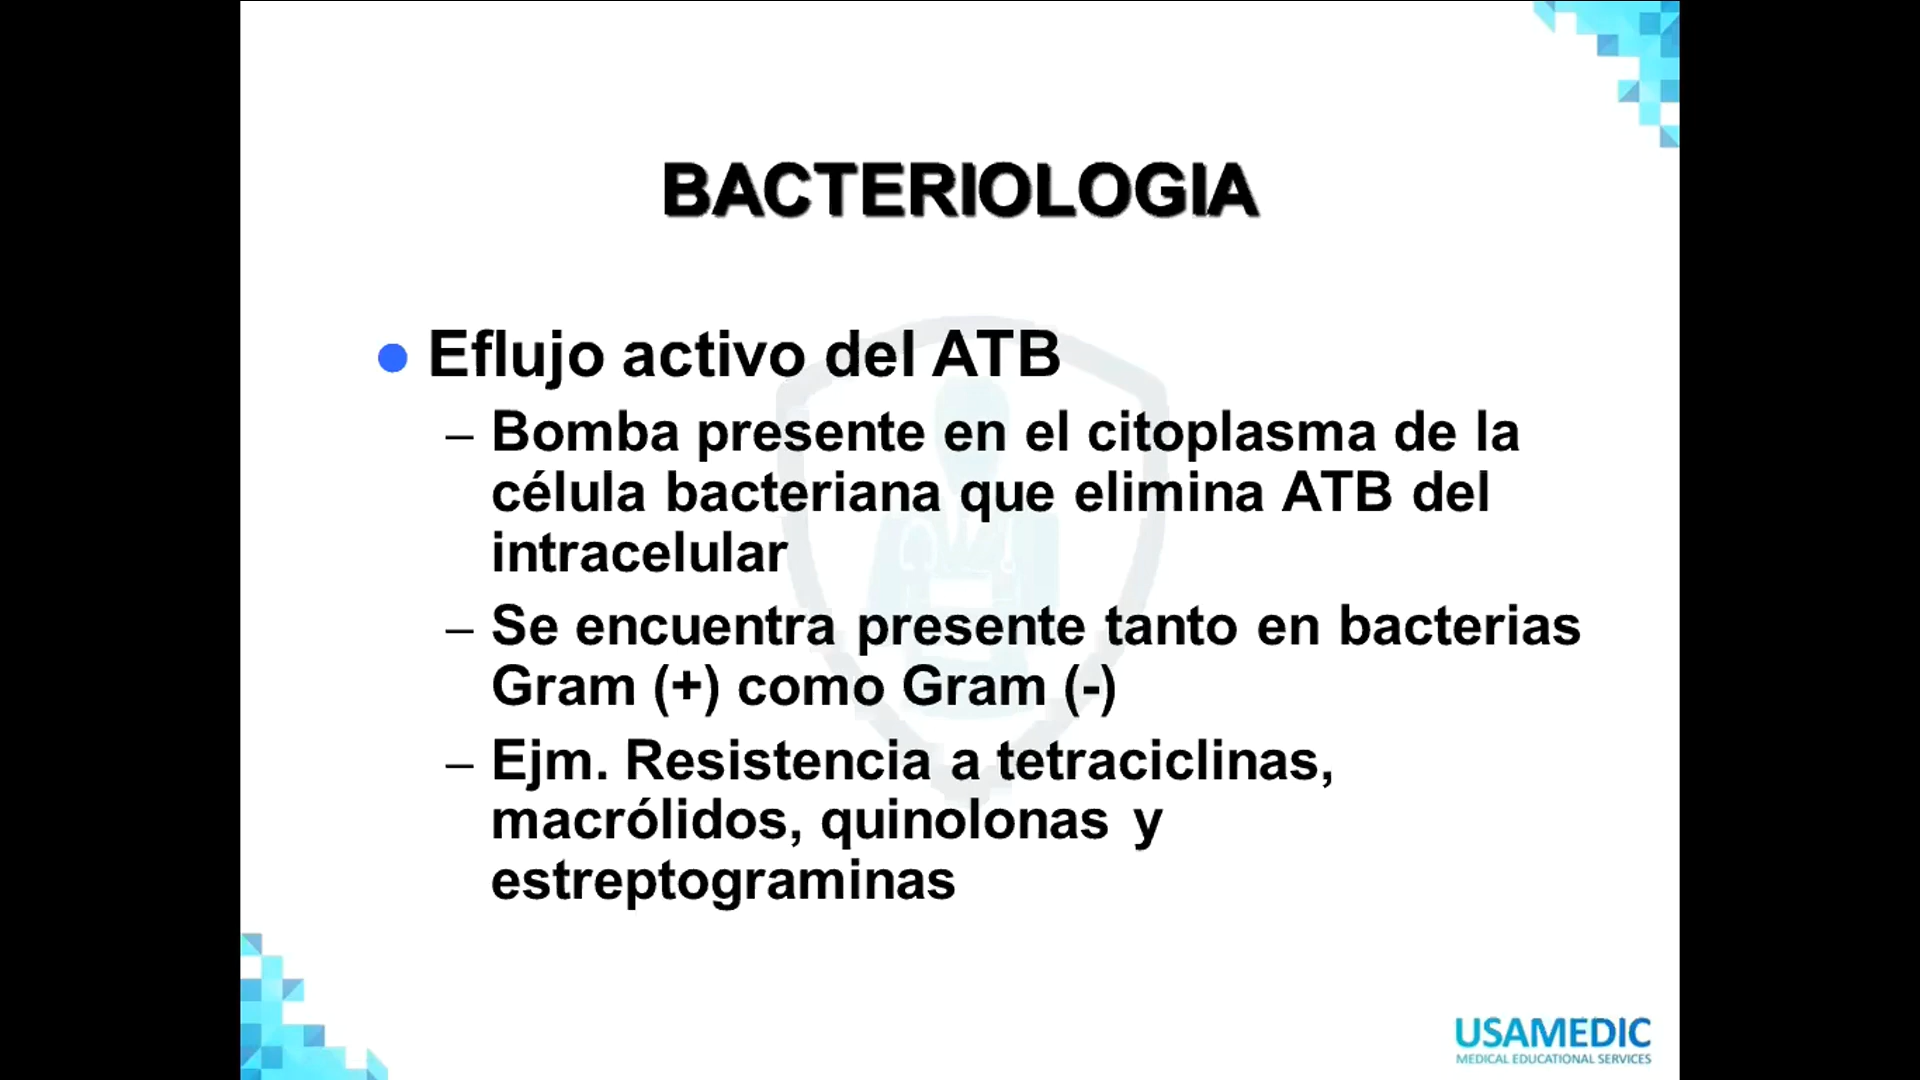 BACTERIOLOGIA
Eflujo activo del ATB
– Bomba presente en el citoplasma de la
célula bacteriana que elimina ATB del
intracelular
– Se encuentra presente tanto en bacterias
Gram (+) como Gram (-)
– Ejm. Resistencia a tetraciclinas,
macrólidos, quinolonas y
estreptograminas
USAMEDIC
MEDICAL EDUCATIONAL SERVICES